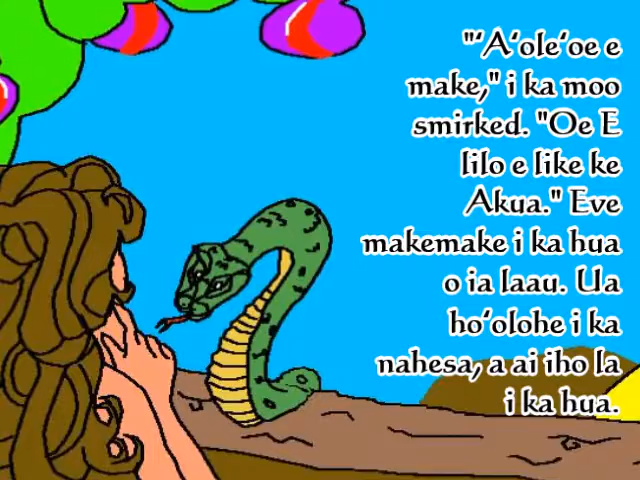 "ʻAʻoleʻoe e
make," i ka moo
smirked. "Oe E
lilo e like ke
Akua." Eve
makemake i ka hua
o ia laau. Ua
hoʻolohe i ka
nahesa, a ai iho la
i ka hua.